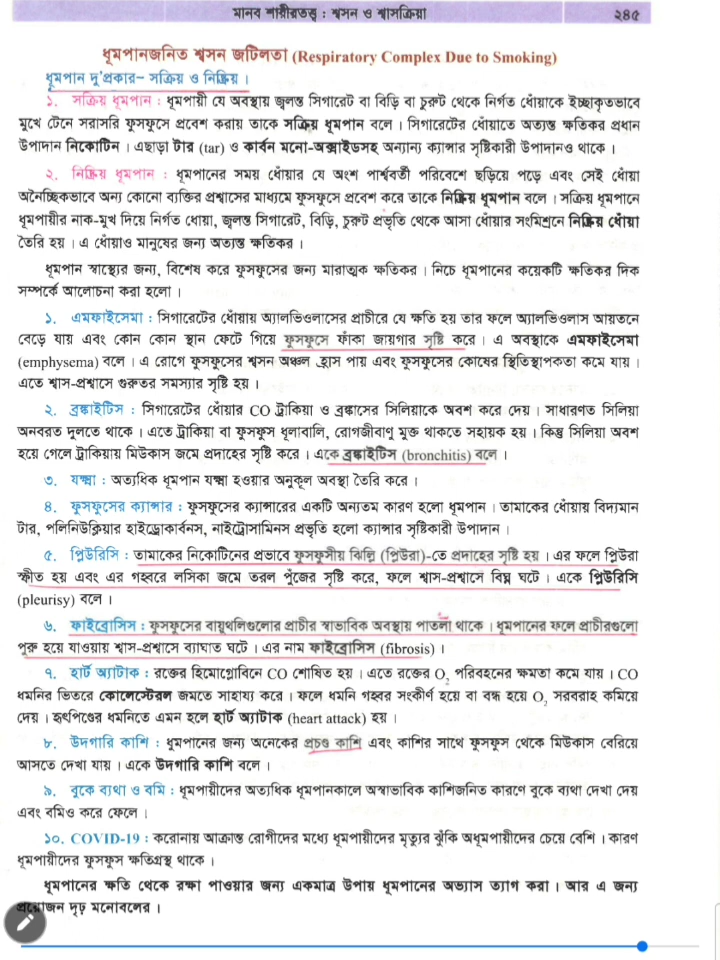 মানব শারীরতত্ত্ব : শ্বসন ও শ্বাসক্রিয়া ২৪৫
ধূমপানজনিত শ্বসন জটিলতা (Respiratory Complex Due to Smoking)
ধূমপান দু'প্রকার– সক্রিয় ও নিষ্ক্রিয়।
১. সক্রিয় ধূমপান : ধূমপায়ী যে অবস্থায় জ্বলন্ত সিগারেট বা বিড়ি বা চুরুট থেকে নির্গত ধোঁয়াকে ইচ্ছাকৃতভাবে
মুখে টেনে সরাসরি ফুসফুসে প্রবেশ করায় তাকে সক্রিয় ধূমপান বলে। সিগারেটের ধোঁয়াতে অত্যন্ত ক্ষতিকর প্রধান
উপাদান নিকোটিন। এছাড়া টার (tar) ও কার্বন মনো-অক্সাইডসহ অন্যান্য ক্যান্সার সৃষ্টিকারী উপাদানও থাকে।
২. নিষ্ক্রিয় ধূমপান : ধূমপানের সময় ধোঁয়ার যে অংশ পার্শ্ববর্তী পরিবেশে ছড়িয়ে পড়ে এবং সেই ধোঁয়া
অনৈচ্ছিকভাবে অন্য কোনো ব্যক্তির প্রশ্বাসের মাধ্যমে ফুসফুসে প্রবেশ করে তাকে নিষ্ক্রিয় ধূমপান বলে। সক্রিয় ধূমপানে
ধূমপায়ীর নাক-মুখ দিয়ে নির্গত ধোয়া, জ্বলন্ত সিগারেট, বিড়ি, চুরুট প্রভৃতি থেকে আসা ধোঁয়ার সংমিশ্রনে নিষ্ক্রিয় ধোঁয়া
তৈরি হয়। এ ধোঁয়াও মানুষের জন্য অত্যন্ত ক্ষতিকর।
ধূমপান স্বাস্থ্যের জন্য, বিশেষ করে ফুসফুসের জন্য মারাত্মক ক্ষতিকর। নিচে ধূমপানের কয়েকটি ক্ষতিকর দিক
সম্পর্কে আলোচনা করা হলো।
১. এমফাইসেমা : সিগারেটের ধোঁয়ায় অ্যালভিওলাসের প্রাচীরে যে ক্ষতি হয় তার ফলে অ্যালভিওলাস আয়তনে
বেড়ে যায় এবং কোন কোন স্থান ফেটে গিয়ে ফুসফুসে ফাঁকা জায়গার সৃষ্টি করে। এ অবস্থাকে এমফাইসেমা
(emphysema) বলে। এ রোগে ফুসফুসের শ্বসন অঞ্চল হ্রাস পায় এবং ফুসফুসের কোষের স্থিতিস্থাপকতা কমে যায়।
এতে শ্বাস-প্রশ্বাসে গুরুতর সমস্যার সৃষ্টি হয়।
২. ব্রঙ্কাইটিস : সিগারেটের ধোঁয়ার CO ট্রাকিয়া ও ব্রঙ্কাসের সিলিয়াকে অবশ করে দেয়। সাধারণত সিলিয়া
অনবরত দুলতে থাকে। এতে ট্রাকিয়া বা ফুসফুস ধূলাবালি, রোগজীবাণু মুক্ত থাকতে সহায়ক হয়। কিন্তু সিলিয়া অবশ
হয়ে গেলে ট্রাকিয়ায় মিউকাস জমে প্রদাহের সৃষ্টি করে। একে ব্রঙ্কাইটিস (bronchitis) বলে।
৩. যক্ষ্মা : অত্যধিক ধূমপান যক্ষ্মা হওয়ার অনুকূল অবস্থা তৈরি করে।
৪. ফুসফুসের ক্যান্সার : ফুসফুসের ক্যান্সারের একটি অন্যতম কারণ হলো ধূমপান। তামাকের ধোঁয়ায় বিদ্যমান
টার, পলিনিউক্লিয়ার হাইড্রোকার্বনস, নাইট্রোসামিনস প্রভৃতি হলো ক্যান্সার সৃষ্টিকারী উপাদান।
৫. প্লিউরিসি : তামাকের নিকোটিনের প্রভাবে ফুসফুসীয় ঝিল্লি (প্লিউরা)-তে প্রদাহের সৃষ্টি হয়। এর ফলে প্লিউরা
স্ফীত হয় এবং এর গহ্বরে লসিকা জমে তরল পুঁজের সৃষ্টি করে, ফলে শ্বাস-প্রশ্বাসে বিঘ্ন ঘটে। একে প্লিউরিসি
(pleurisy) বলে।
৬. ফাইব্রোসিস : ফুসফুসের বায়ুথলিগুলোর প্রাচীর স্বাভাবিক অবস্থায় পাতলা থাকে। ধূমপানের ফলে প্রাচীরগুলো
পুরু হয়ে যাওয়ায় শ্বাস-প্রশ্বাসে ব্যাঘাত ঘটে। এর নাম ফাইব্রোসিস (fibrosis)।
৭. হার্ট অ্যাটাক : রক্তের হিমোগ্লোবিনে CO শোষিত হয়। এতে রক্তের O₂ পরিবহনের ক্ষমতা কমে যায়। CO
ধমনির ভিতরে কোলেস্টেরল জমতে সাহায্য করে। ফলে ধমনি গহ্বর সংকীর্ণ হয়ে বা বন্ধ হয়ে O₂ সরবরাহ কমিয়ে
দেয়। হৃৎপিণ্ডের ধমনিতে এমন হলে হার্ট অ্যাটাক (heart attack) হয়।
৮. উদগারি কাশি : ধুমপানের জন্য অনেকের প্রচণ্ড কাশি এবং কাশির সাথে ফুসফুস থেকে মিউকাস বেরিয়ে
আসতে দেখা যায়। একে উদগারি কাশি বলে।
৯. বুকে ব্যথা ও বমি : ধূমপায়ীদের অত্যধিক ধূমপানকালে অস্বাভাবিক কাশিজনিত কারণে বুকে ব্যথা দেখা দেয়
এবং বমিও করে ফেলে।
১০. COVID-19 : করোনায় আক্রান্ত রোগীদের মধ্যে ধূমপায়ীদের মৃত্যুর ঝুঁকি অধূমপায়ীদের চেয়ে বেশি। কারণ
ধূমপায়ীদের ফুসফুস ক্ষতিগ্রস্থ থাকে।
ধূমপানের ক্ষতি থেকে রক্ষা পাওয়ার জন্য একমাত্র উপায় ধূমপানের অভ্যাস ত্যাগ করা। আর এ জন্য
প্রয়োজন দৃঢ় মনোবলের।